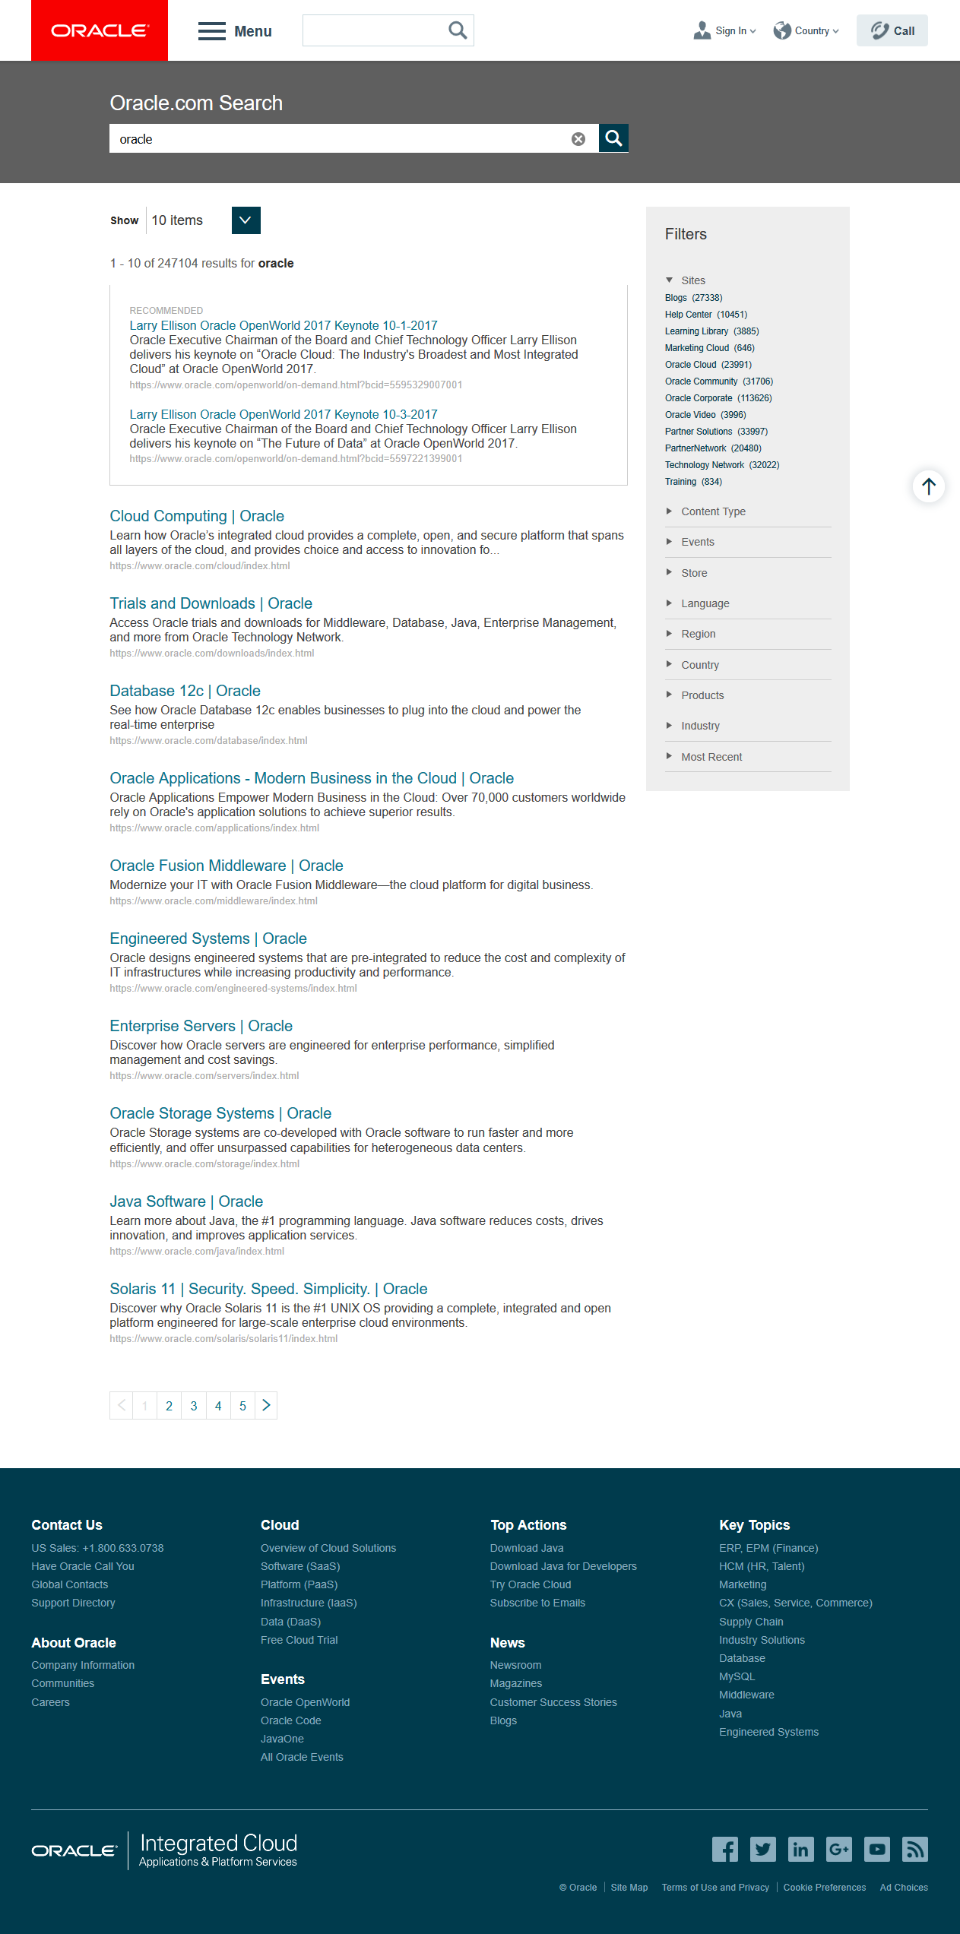 ORACLE
Menu
Sign In
Country
Call
Oracle.com Search
oracle
Show 10 items
1 - 10 of 247104 results for oracle
RECOMMENDED
Larry Ellison Oracle OpenWorld 2017 Keynote 10-1-2017
Oracle Executive Chairman of the Board and Chief Technology Officer Larry Ellison
delivers his keynote on “Oracle Cloud: The Industry's Broadest and Most Integrated
Cloud” at Oracle OpenWorld 2017.
https://www.oracle.com/openworld/on-demand.html?bcid=5595329007001
Larry Ellison Oracle OpenWorld 2017 Keynote 10-3-2017
Oracle Executive Chairman of the Board and Chief Technology Officer Larry Ellison
delivers his keynote on “The Future of Data” at Oracle OpenWorld 2017.
https://www.oracle.com/openworld/on-demand.html?bcid=5597221399001
Cloud Computing | Oracle
Learn how Oracle's integrated cloud provides a complete, open, and secure platform that spans
all layers of the cloud, and provides choice and access to innovation fo...
https://www.oracle.com/cloud/index.html
Trials and Downloads | Oracle
Access Oracle trials and downloads for Middleware, Database, Java, Enterprise Management,
and more from Oracle Technology Network.
https://www.oracle.com/downloads/index.html
Database 12c | Oracle
See how Oracle Database 12c enables businesses to plug into the cloud and power the
real-time enterprise
https://www.oracle.com/database/index.html
Oracle Applications - Modern Business in the Cloud | Oracle
Oracle Applications Empower Modern Business in the Cloud: Over 70,000 customers worldwide
rely on Oracle's application solutions to achieve superior results.
https://www.oracle.com/applications/index.html
Oracle Fusion Middleware | Oracle
Modernize your IT with Oracle Fusion Middleware—the cloud platform for digital business.
https://www.oracle.com/middleware/index.html
Engineered Systems | Oracle
Oracle designs engineered systems that are pre-integrated to reduce the cost and complexity of
IT infrastructures while increasing productivity and performance.
https://www.oracle.com/engineered-systems/index.html
Enterprise Servers | Oracle
Discover how Oracle servers are engineered for enterprise performance, simplified
management and cost savings.
https://www.oracle.com/servers/index.html
Oracle Storage Systems | Oracle
Oracle Storage systems are co-developed with Oracle software to run faster and more
efficiently, and offer unsurpassed capabilities for heterogeneous data centers.
https://www.oracle.com/storage/index.html
Java Software | Oracle
Learn more about Java, the #1 programming language. Java software reduces costs, drives
innovation, and improves application services.
https://www.oracle.com/java/index.html
Solaris 11 | Security. Speed. Simplicity. | Oracle
Discover why Oracle Solaris 11 is the #1 UNIX OS providing a complete, integrated and open
platform engineered for large-scale enterprise cloud environments.
https://www.oracle.com/solaris/solaris11/index.html
1 2 3 4 5
Filters
Sites
Blogs (27338)
Help Center (10451)
Learning Library (3885)
Marketing Cloud (646)
Oracle Cloud (23991)
Oracle Community (31706)
Oracle Corporate (113626)
Oracle Video (3996)
Partner Solutions (33997)
PartnerNetwork (20480)
Technology Network (32022)
Training (834)
Content Type
Events
Store
Language
Region
Country
Products
Industry
Most Recent
Contact Us
US Sales: +1.800.633.0738
Have Oracle Call You
Global Contacts
Support Directory
About Oracle
Company Information
Communities
Careers
Cloud
Overview of Cloud Solutions
Software (SaaS)
Platform (PaaS)
Infrastructure (IaaS)
Data (DaaS)
Free Cloud Trial
Events
Oracle OpenWorld
Oracle Code
JavaOne
All Oracle Events
Top Actions
Download Java
Download Java for Developers
Try Oracle Cloud
Subscribe to Emails
News
Newsroom
Magazines
Customer Success Stories
Blogs
Key Topics
ERP, EPM (Finance)
HCM (HR, Talent)
Marketing
CX (Sales, Service, Commerce)
Supply Chain
Industry Solutions
Database
MySQL
Middleware
Java
Engineered Systems
ORACLE
Integrated Cloud
Applications & Platform Services
© Oracle | Site Map Terms of Use and Privacy | Cookie Preferences Ad Choices